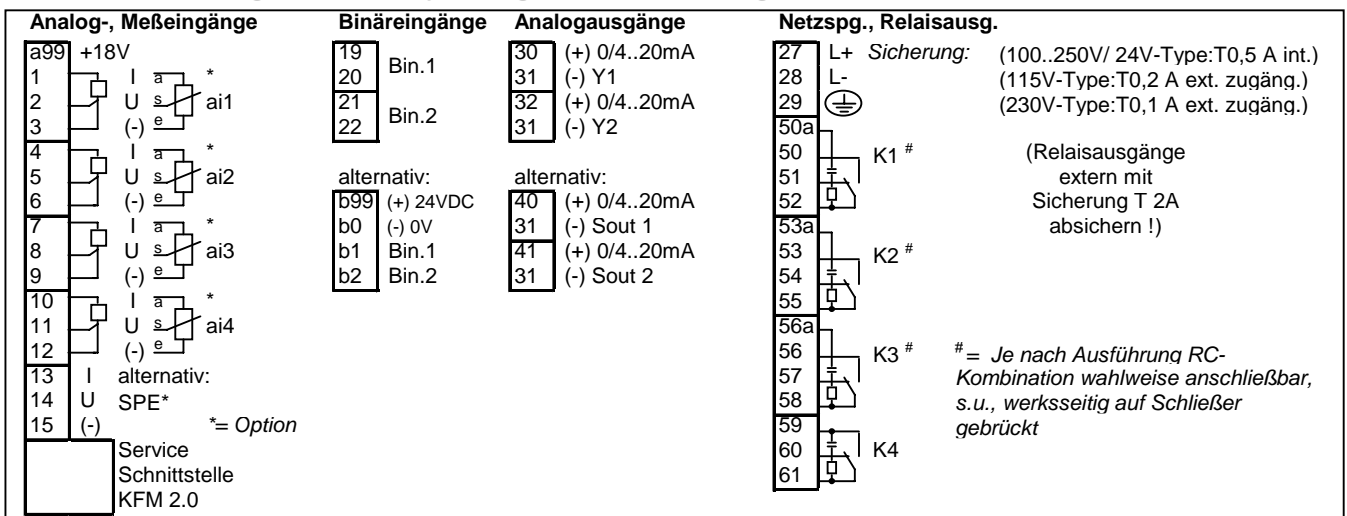 Analog-, Meßeingänge
a99 +18V
1 I a *
2 U s ai1
3 (-) e
4 I a *
5 U s ai2
6 (-) e
7 I a *
8 U s ai3
9 (-) e
10 I a *
11 U s ai4
12 (-) e
13 I alternativ:
14 U SPE*
15 (-) *= Option
Service
Schnittstelle
KFM 2.0
Binäreingänge
19
20 Bin.1
21
22 Bin.2
alternativ:
b99 (+) 24VDC
b0 (-) 0V
b1 Bin.1
b2 Bin.2
Analogausgänge
30 (+) 0/4..20mA
31 (-) Y1
32 (+) 0/4..20mA
31 (-) Y2
alternativ:
40 (+) 0/4..20mA
31 (-) Sout 1
41 (+) 0/4..20mA
31 (-) Sout 2
Netzspg., Relaisausg.
27 L+ Sicherung: (100..250V/ 24V-Type:T0,5 A int.)
28 L- (115V-Type:T0,2 A ext. zugäng.)
29 (230V-Type:T0,1 A ext. zugäng.)
50a
50 K1 #
51
52
(Relaisausgänge
extern mit
Sicherung T 2A
absichern !)
53a
53 K2 #
54
55
56a
56 K3 #
57
58
# = Je nach Ausführung RC-
Kombination wahlweise anschließbar,
s.u., werksseitig auf Schließer
gebrückt
59
60 K4
61